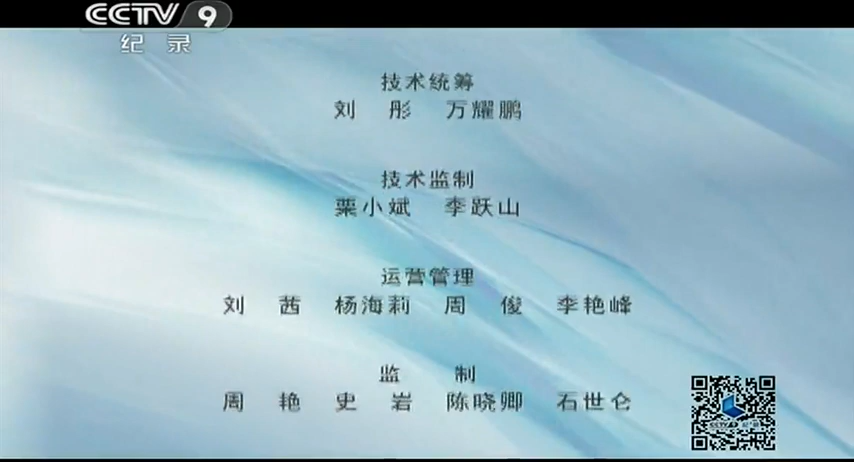 CCTV 9
纪录
技术统筹
刘 彤 万耀鹏
技术监制
粟小斌 李跃山
运营管理
刘 茜 杨海莉 周 俊 李艳峰
监 制
周 艳 史 岩 陈晓卿 石世仑